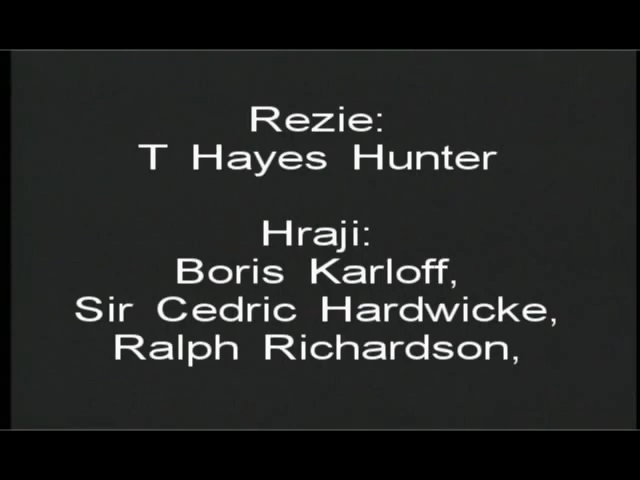 Rezie:
T Hayes Hunter
Hraji:
Boris Karloff,
Sir Cedric Hardwicke,
Ralph Richardson,